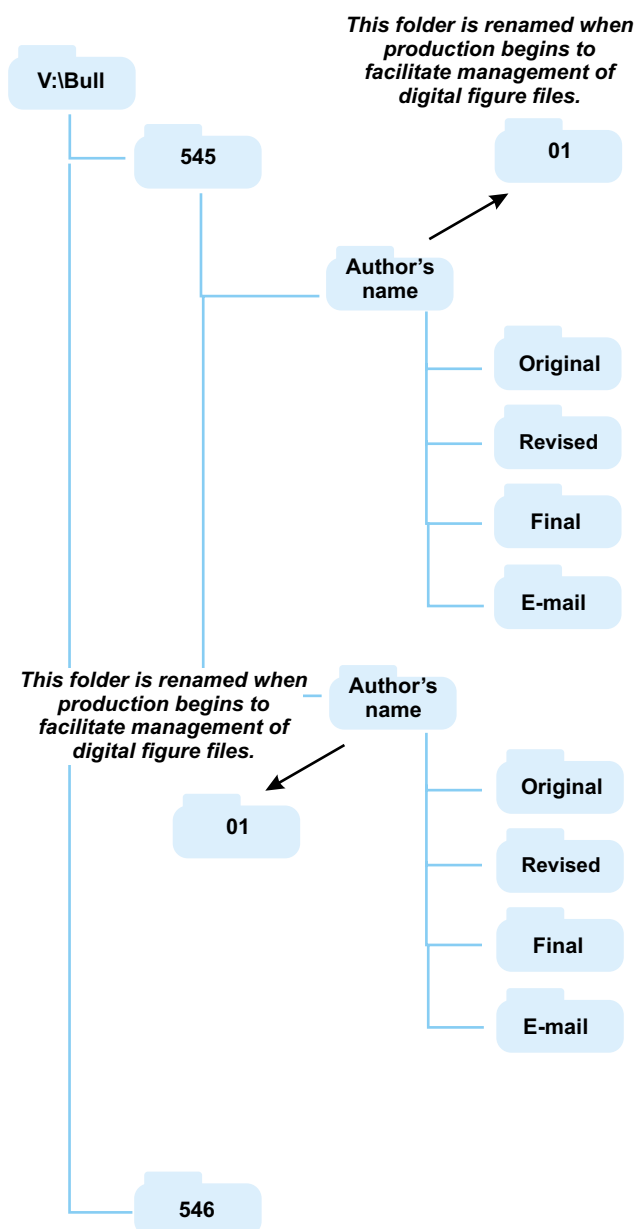 This folder is renamed when
production begins to
facilitate management of
digital figure files.
V:\Bull
545
01
Author’s
name
Original
Revised
Final
E-mail
This folder is renamed when
production begins to
facilitate management of
digital figure files.
Author’s
name
01
Original
Revised
Final
E-mail
546